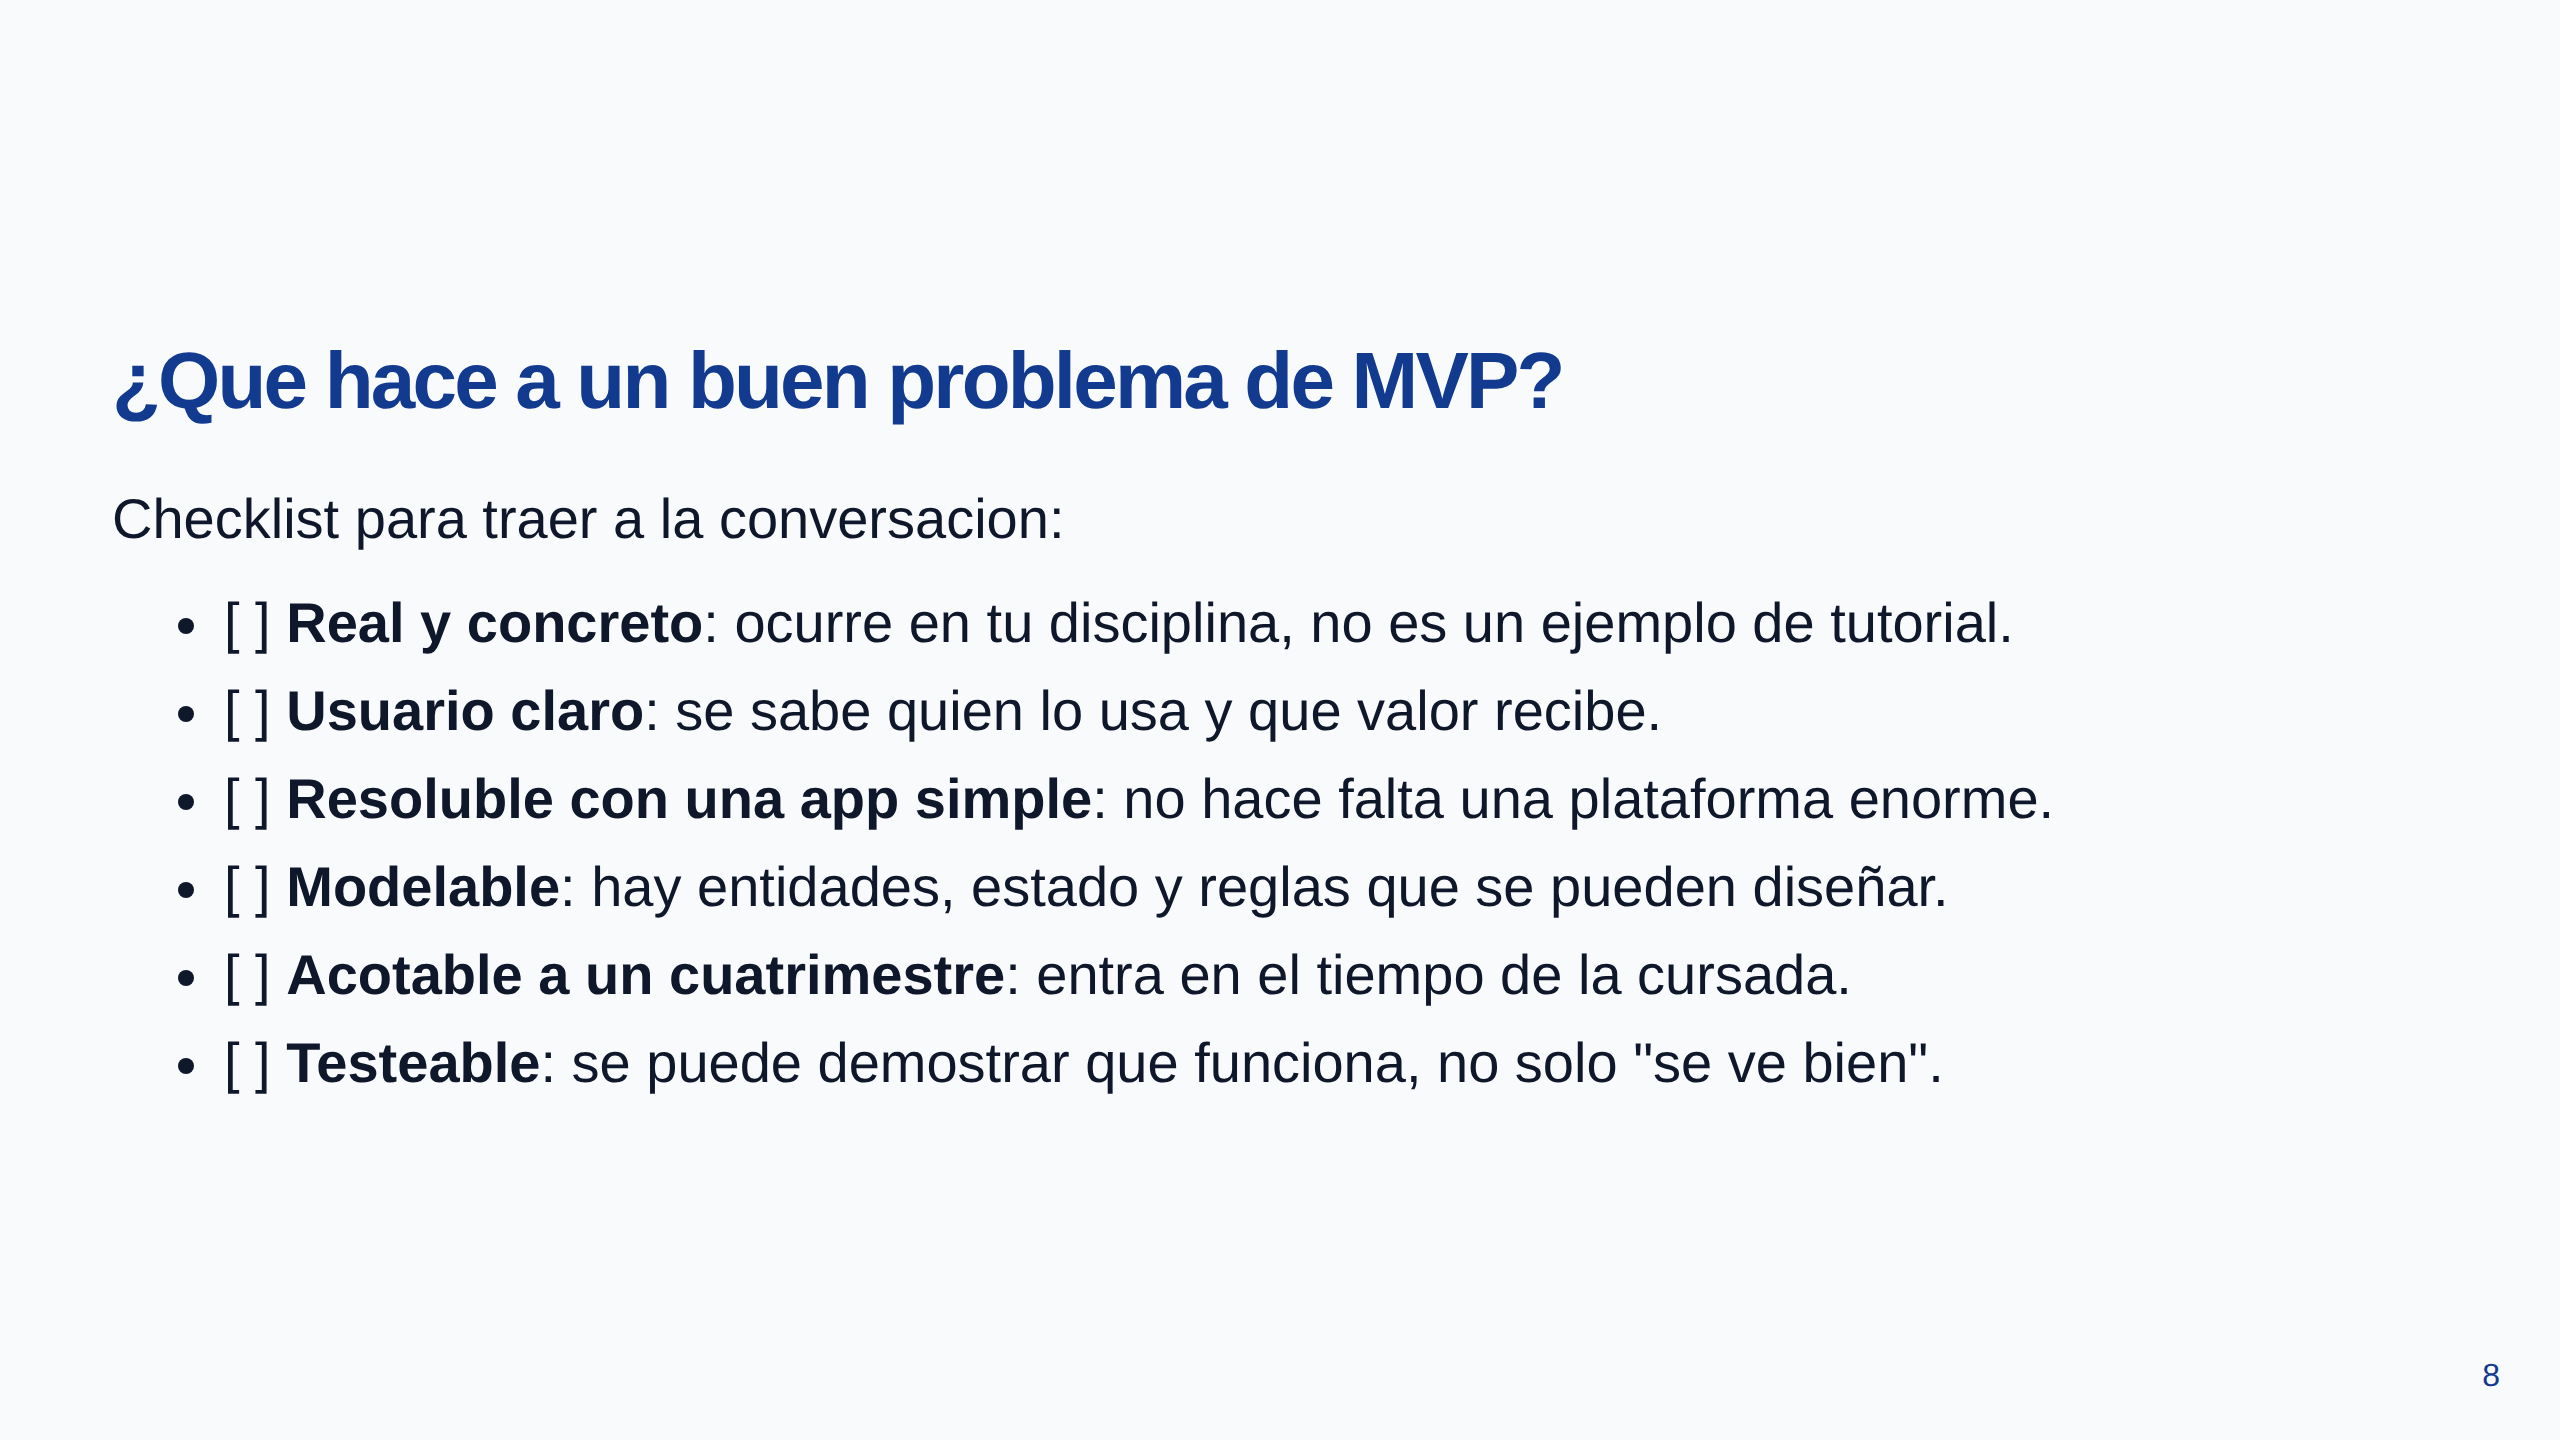 ¿Que hace a un buen problema de MVP?
Checklist para traer a la conversacion:
• [ ] Real y concreto: ocurre en tu disciplina, no es un ejemplo de tutorial.
• [ ] Usuario claro: se sabe quien lo usa y que valor recibe.
• [ ] Resoluble con una app simple: no hace falta una plataforma enorme.
• [ ] Modelable: hay entidades, estado y reglas que se pueden diseñar.
• [ ] Acotable a un cuatrimestre: entra en el tiempo de la cursada.
• [ ] Testeable: se puede demostrar que funciona, no solo "se ve bien".
8